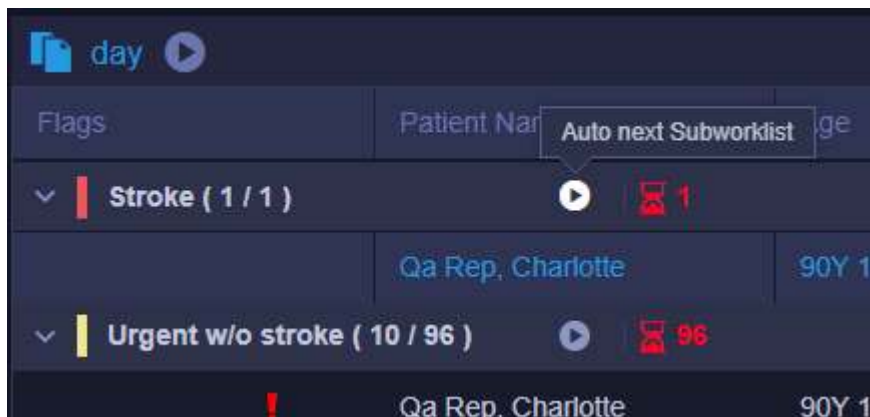 day
Flags Patient Nar Auto next Subworklist ge
Stroke ( 1 / 1 ) 1
Qa Rep, Charlotte 90Y 1
Urgent w/o stroke ( 10 / 96 ) 96
! Qa Rep, Charlotte 90Y 1